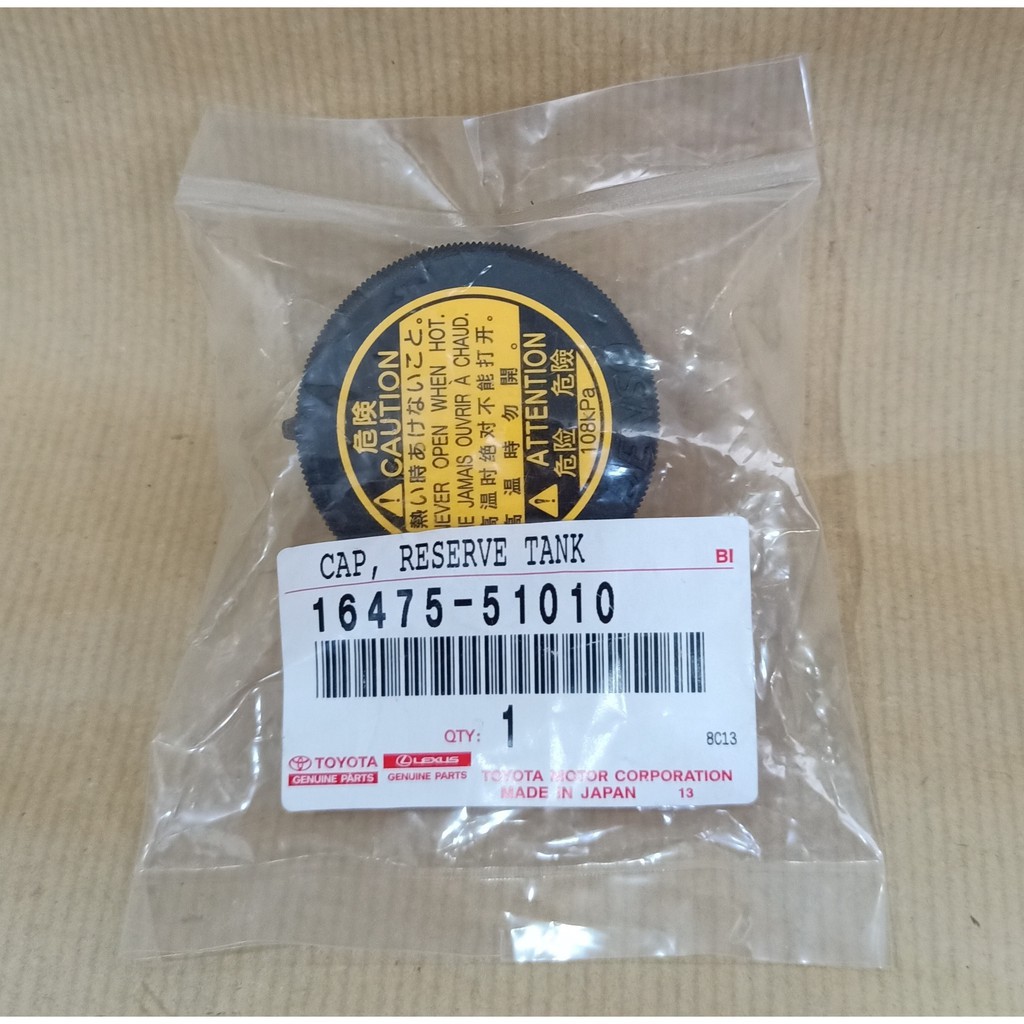 危険
CAUTION
熱い時あけないこと。
NEVER OPEN WHEN HOT.
NE JAMAIS OUVRIR À CHAUD.
高温时绝对不能打开。
高温時勿開。
ATTENTION
危险 危險
108kPa
CAP, RESERVE TANK
BI
16475-51010
QTY: 1
8C13
TOYOTA
GENUINE PARTS
LEXUS
GENUINE PARTS
TOYOTA MOTOR CORPORATION
MADE IN JAPAN 13